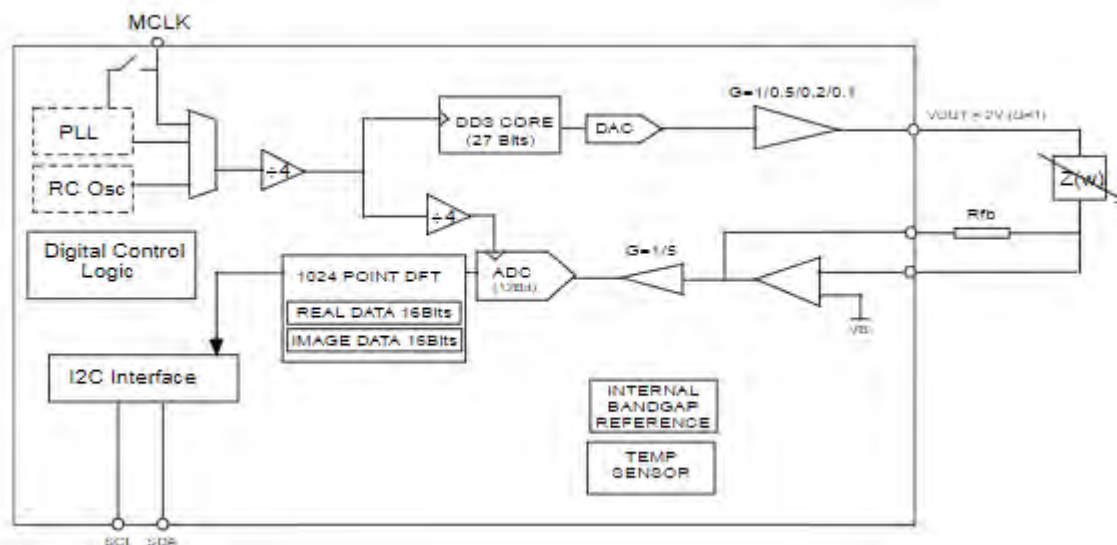 MCLK
G=1/0.5/0.2/0.1
PLL
DDS CORE
(27 Bits)
DAC
RC Osc
÷4
Z(w)
÷4
Rfb
Digital Control
Logic
G=1/5
1024 POINT DFT
ADC
REAL DATA 16Bits
IMAGE DATA 16Bits
I2C Interface
INTERNAL
BANDGAP
REFERENCE
TEMP
SENSOR
SCL
SDA